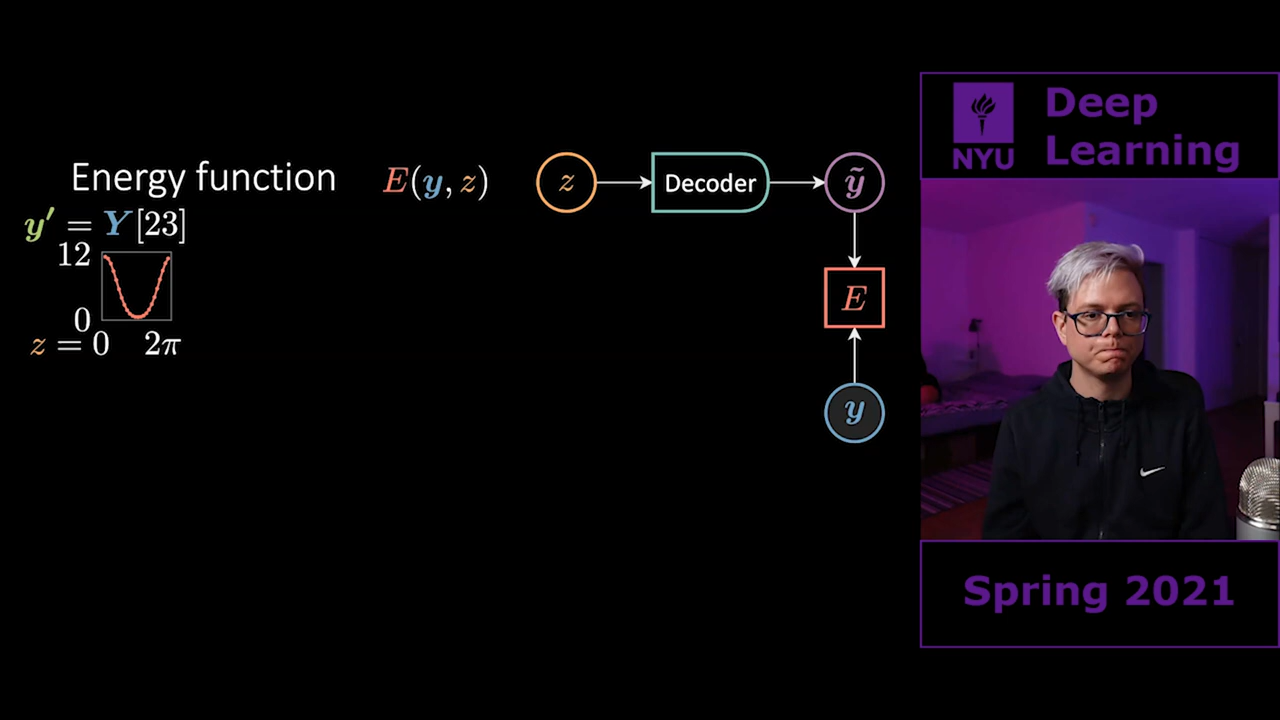 Energy function E(y, z)
z Decoder ỹ
y′ = Y[23]
12
0
z = 0 2π
E
y
NYU
Deep
Learning
Spring 2021